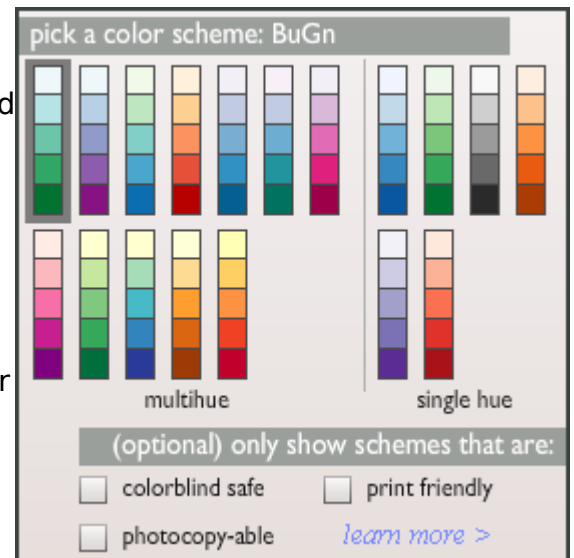 pick a color scheme: BuGn
d
r
multihue
single hue
(optional) only show schemes that are:
colorblind safe
print friendly
photocopy-able
learn more >